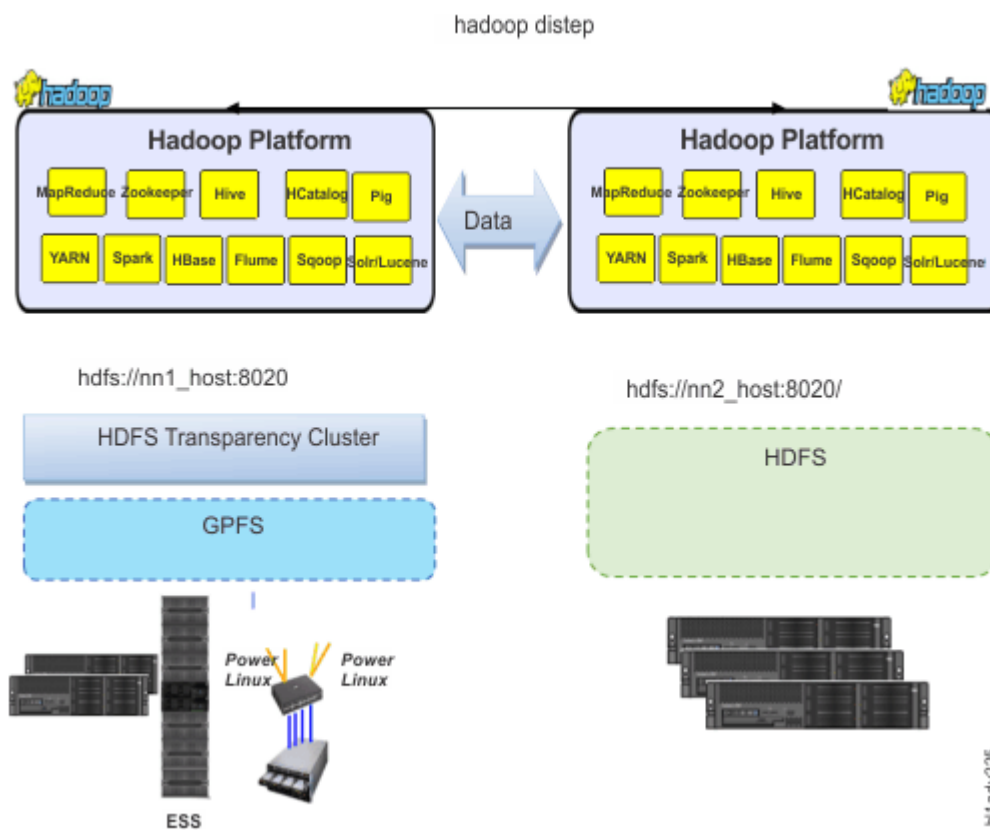 hadoop distep
hadoop
hadoop
Hadoop Platform
MapReduce Zookeeper Hive HCatalog Pig
YARN Spark HBase Flume Sqoop Solr/Lucene
Data
Hadoop Platform
MapReduce Zookeeper Hive HCatalog Pig
YARN Spark HBase Flume Sqoop Solr/Lucene
hdfs://nn1_host:8020
hdfs://nn2_host:8020/
HDFS Transparency Cluster
HDFS
GPFS
Power
Linux
Power
Linux
ESS